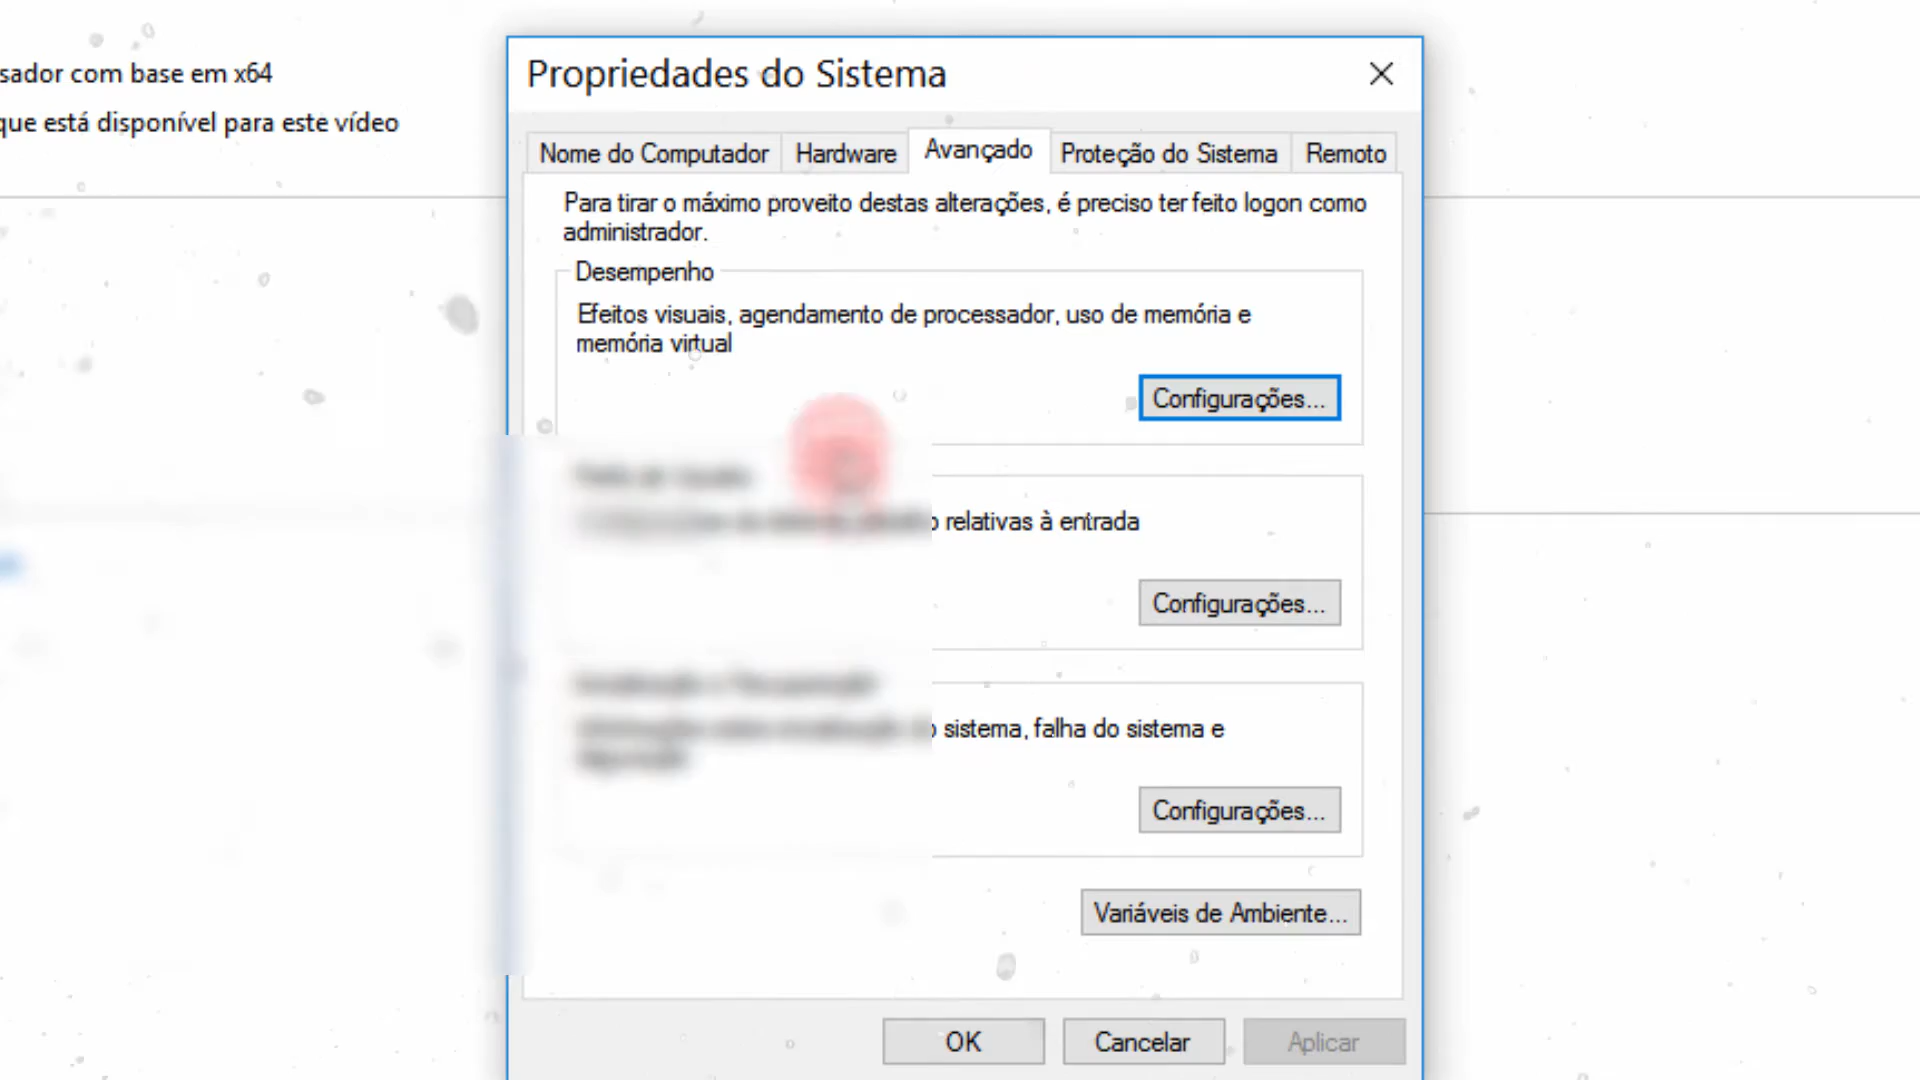 sador com base em x64
que está disponível para este vídeo
Propriedades do Sistema
Nome do Computador
Hardware
Avançado
Proteção do Sistema
Remoto
Para tirar o máximo proveito destas alterações, é preciso ter feito logon como
administrador.
Desempenho
Efeitos visuais, agendamento de processador, uso de memória e
memória virtual
Configurações...
relativas à entrada
Configurações...
sistema, falha do sistema e
Configurações...
Variáveis de Ambiente...
OK
Cancelar
Aplicar